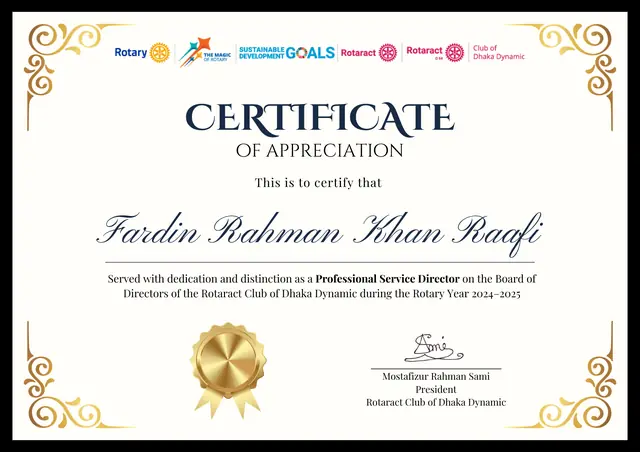 Rotary
THE MAGIC
OF ROTARY
SUSTAINABLE
DEVELOPMENT
GOALS
Rotaract
Rotaract
Club of
Dhaka Dynamic
CERTIFICATE
OF APPRECIATION
This is to certify that
Fardin Rahman Khan Raafi
Served with dedication and distinction as a Professional Service Director on the Board of
Directors of the Rotaract Club of Dhaka Dynamic during the Rotary Year 2024–2025
Mostafizur Rahman Sami
President
Rotaract Club of Dhaka Dynamic